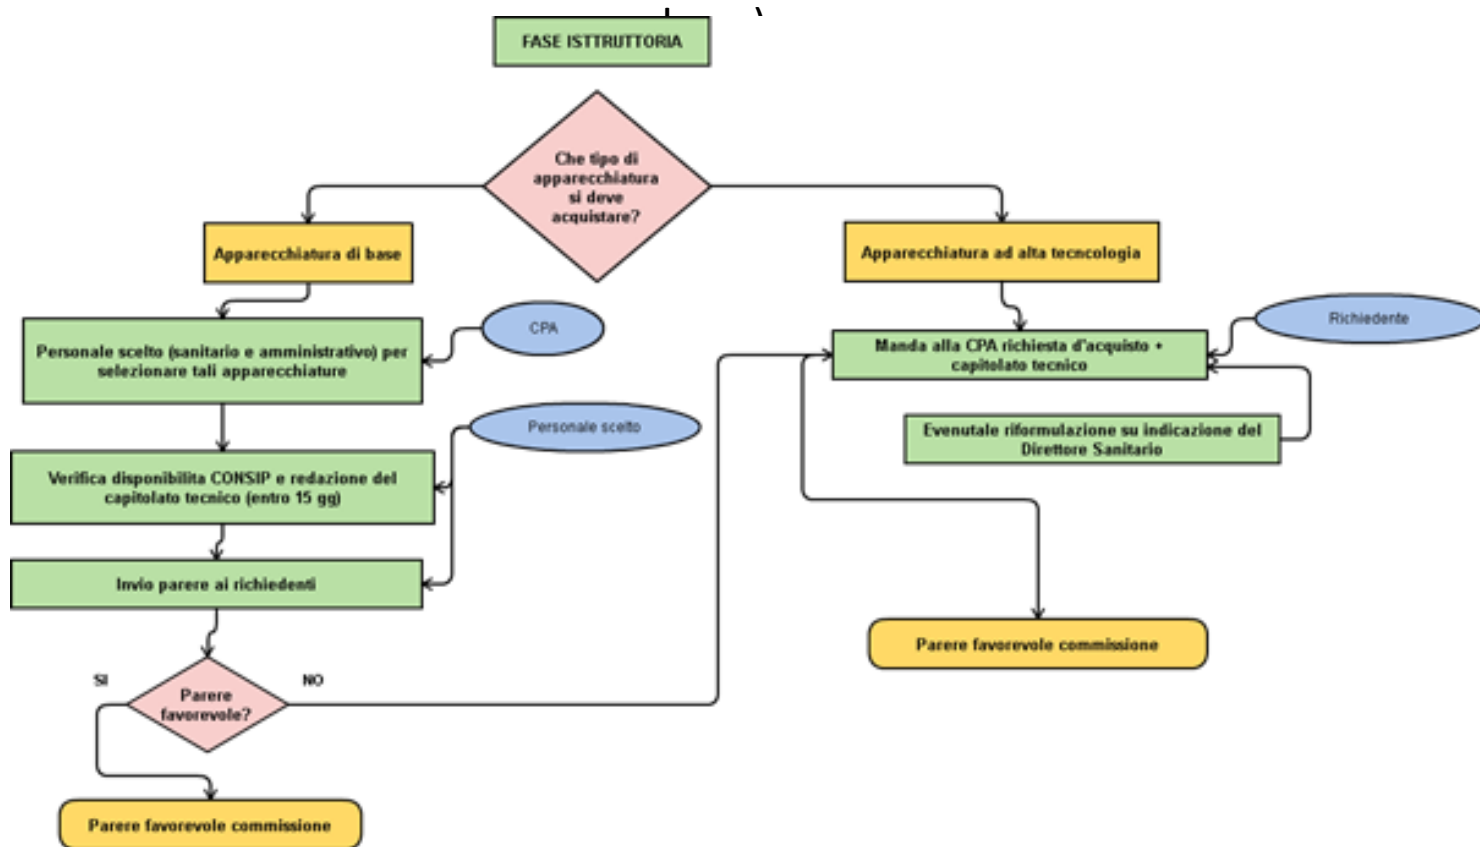 FASE ISTTRUTTORIA
Che tipo di
apparecchiatura
si deve
acquistare?
Apparecchiatura di base
Apparecchiatura ad alta tecncologia
CPA
Richiedente
Personale scelto (sanitario e amministrativo) per
selezionare tali apparecchiature
Manda alla CPA richiesta d'acquisto +
capitolato tecnico
Personale scelto
Evenutale riformulazione su indicazione del
Direttore Sanitario
Verifica disponibilita CONSIP e redazione del
capitolato tecnico (entro 15 gg)
Invio parere ai richiedenti
Parere favorevole commissione
SI
NO
Parere
favorevole?
Parere favorevole commissione